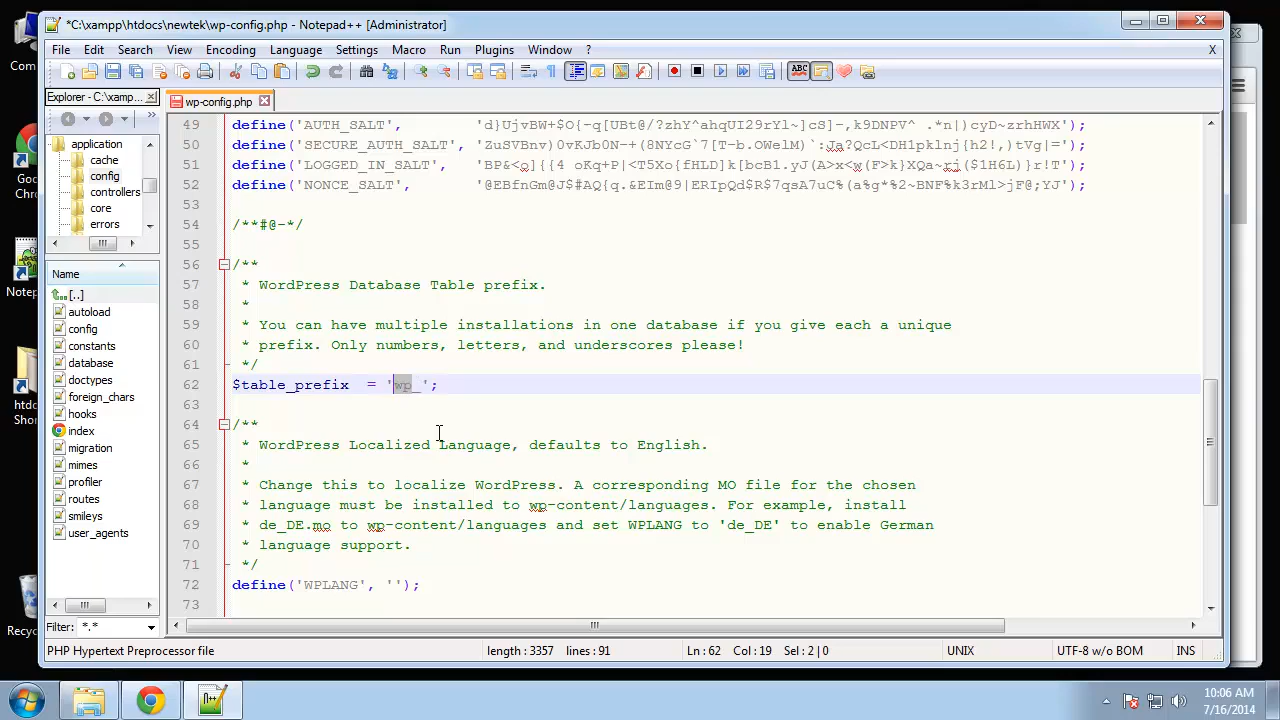 *C:\xampp\htdocs\newtek\wp-config.php - Notepad++ [Administrator]
File Edit Search View Encoding Language Settings Macro Run Plugins Window ? X
Explorer - C:\xamp...
wp-config.php
application
cache
config
controllers
core
errors
Name
[..]
autoload
config
constants
database
doctypes
foreign_chars
hooks
index
migration
mimes
profiler
routes
smileys
user_agents
Filter: *.*
49 define('AUTH_SALT',
50 define('SECURE_AUTH_SALT',
51 define('LOGGED_IN_SALT',
52 define('NONCE_SALT',
53
54 /**#@-*/
55
56 /**
57 * WordPress Database Table prefix.
58 *
59 * You can have multiple installations in one database if you give each a unique
60 * prefix. Only numbers, letters, and underscores please!
61 */
62 $table_prefix = 'wp_';
63
64 /**
65 * WordPress Localized Language, defaults to English.
66 *
67 * Change this to localize WordPress. A corresponding MO file for the chosen
68 * language must be installed to wp-content/languages. For example, install
69 * de_DE.mo to wp-content/languages and set WPLANG to 'de_DE' to enable German
70 * language support.
71 */
72 define('WPLANG', '');
73
PHP Hypertext Preprocessor file length : 3357 lines : 91 Ln : 62 Col : 19 Sel : 2 | 0 UNIX UTF-8 w/o BOM INS
Com
Goo
Chr
Notep
htd
Shor
Recyc
10:06 AM
7/16/2014